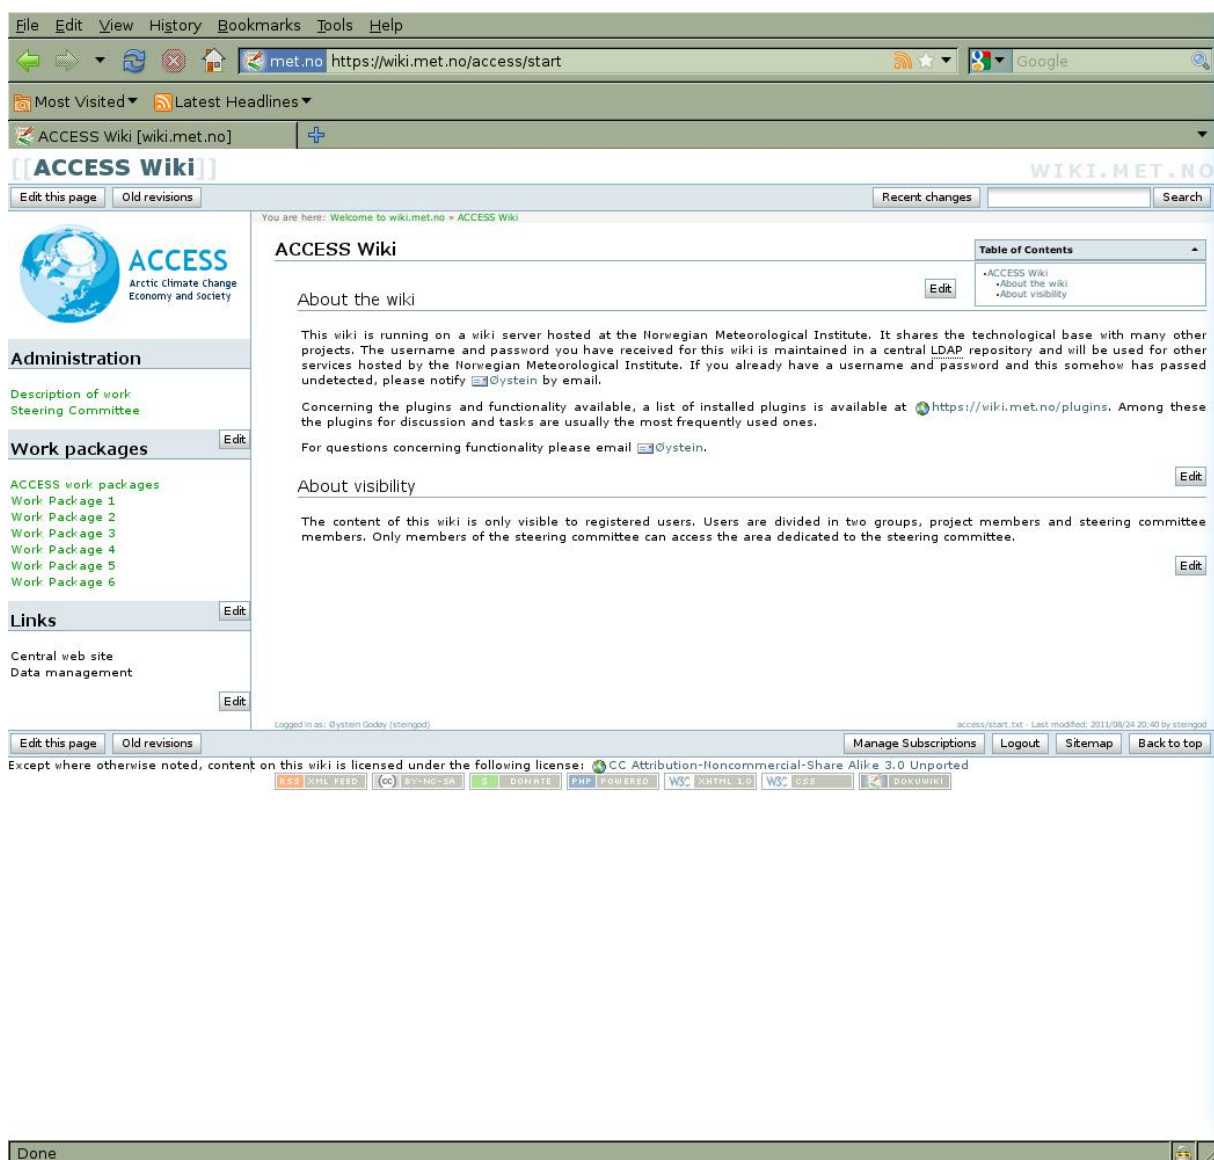 File Edit View History Bookmarks Tools Help
met.no https://wiki.met.no/access/start Google
Most Visited Latest Headlines
ACCESS Wiki [wiki.met.no]
[[ACCESS Wiki]] WIKI.MET.NO
Edit this page Old revisions Recent changes Search
You are here: Welcome to wiki.met.no » ACCESS Wiki
ACCESS
Arctic Climate Change
Economy and Society
Administration
Description of work
Steering Committee
Edit
Work packages
ACCESS work packages
Work Package 1
Work Package 2
Work Package 3
Work Package 4
Work Package 5
Work Package 6
Edit
Links
Central web site
Data management
Edit
ACCESS Wiki
Table of Contents
ACCESS Wiki
About the wiki
About visibility
Edit
About the wiki
This wiki is running on a wiki server hosted at the Norwegian Meteorological Institute. It shares the technological base with many other
projects. The username and password you have received for this wiki is maintained in a central LDAP repository and will be used for other
services hosted by the Norwegian Meteorological Institute. If you already have a username and password and this somehow has passed
undetected, please notify Øystein by email.
Concerning the plugins and functionality available, a list of installed plugins is available at https://wiki.met.no/plugins. Among these
the plugins for discussion and tasks are usually the most frequently used ones.
For questions concerning functionality please email Øystein.
Edit
About visibility
The content of this wiki is only visible to registered users. Users are divided in two groups, project members and steering committee
members. Only members of the steering committee can access the area dedicated to the steering committee.
Edit
Logged in as: Øystein Godøy (steingod) access/start.txt · Last modified: 2011/08/24 20:40 by steingod
Edit this page Old revisions Manage Subscriptions Logout Sitemap Back to top
Except where otherwise noted, content on this wiki is licensed under the following license: CC Attribution-Noncommercial-Share Alike 3.0 Unported
RSS XML FEED (cc) BY-NC-SA $ DONATE PHP POWERED W3C XHTML 1.0 W3C CSS DOKUWIKI
Done